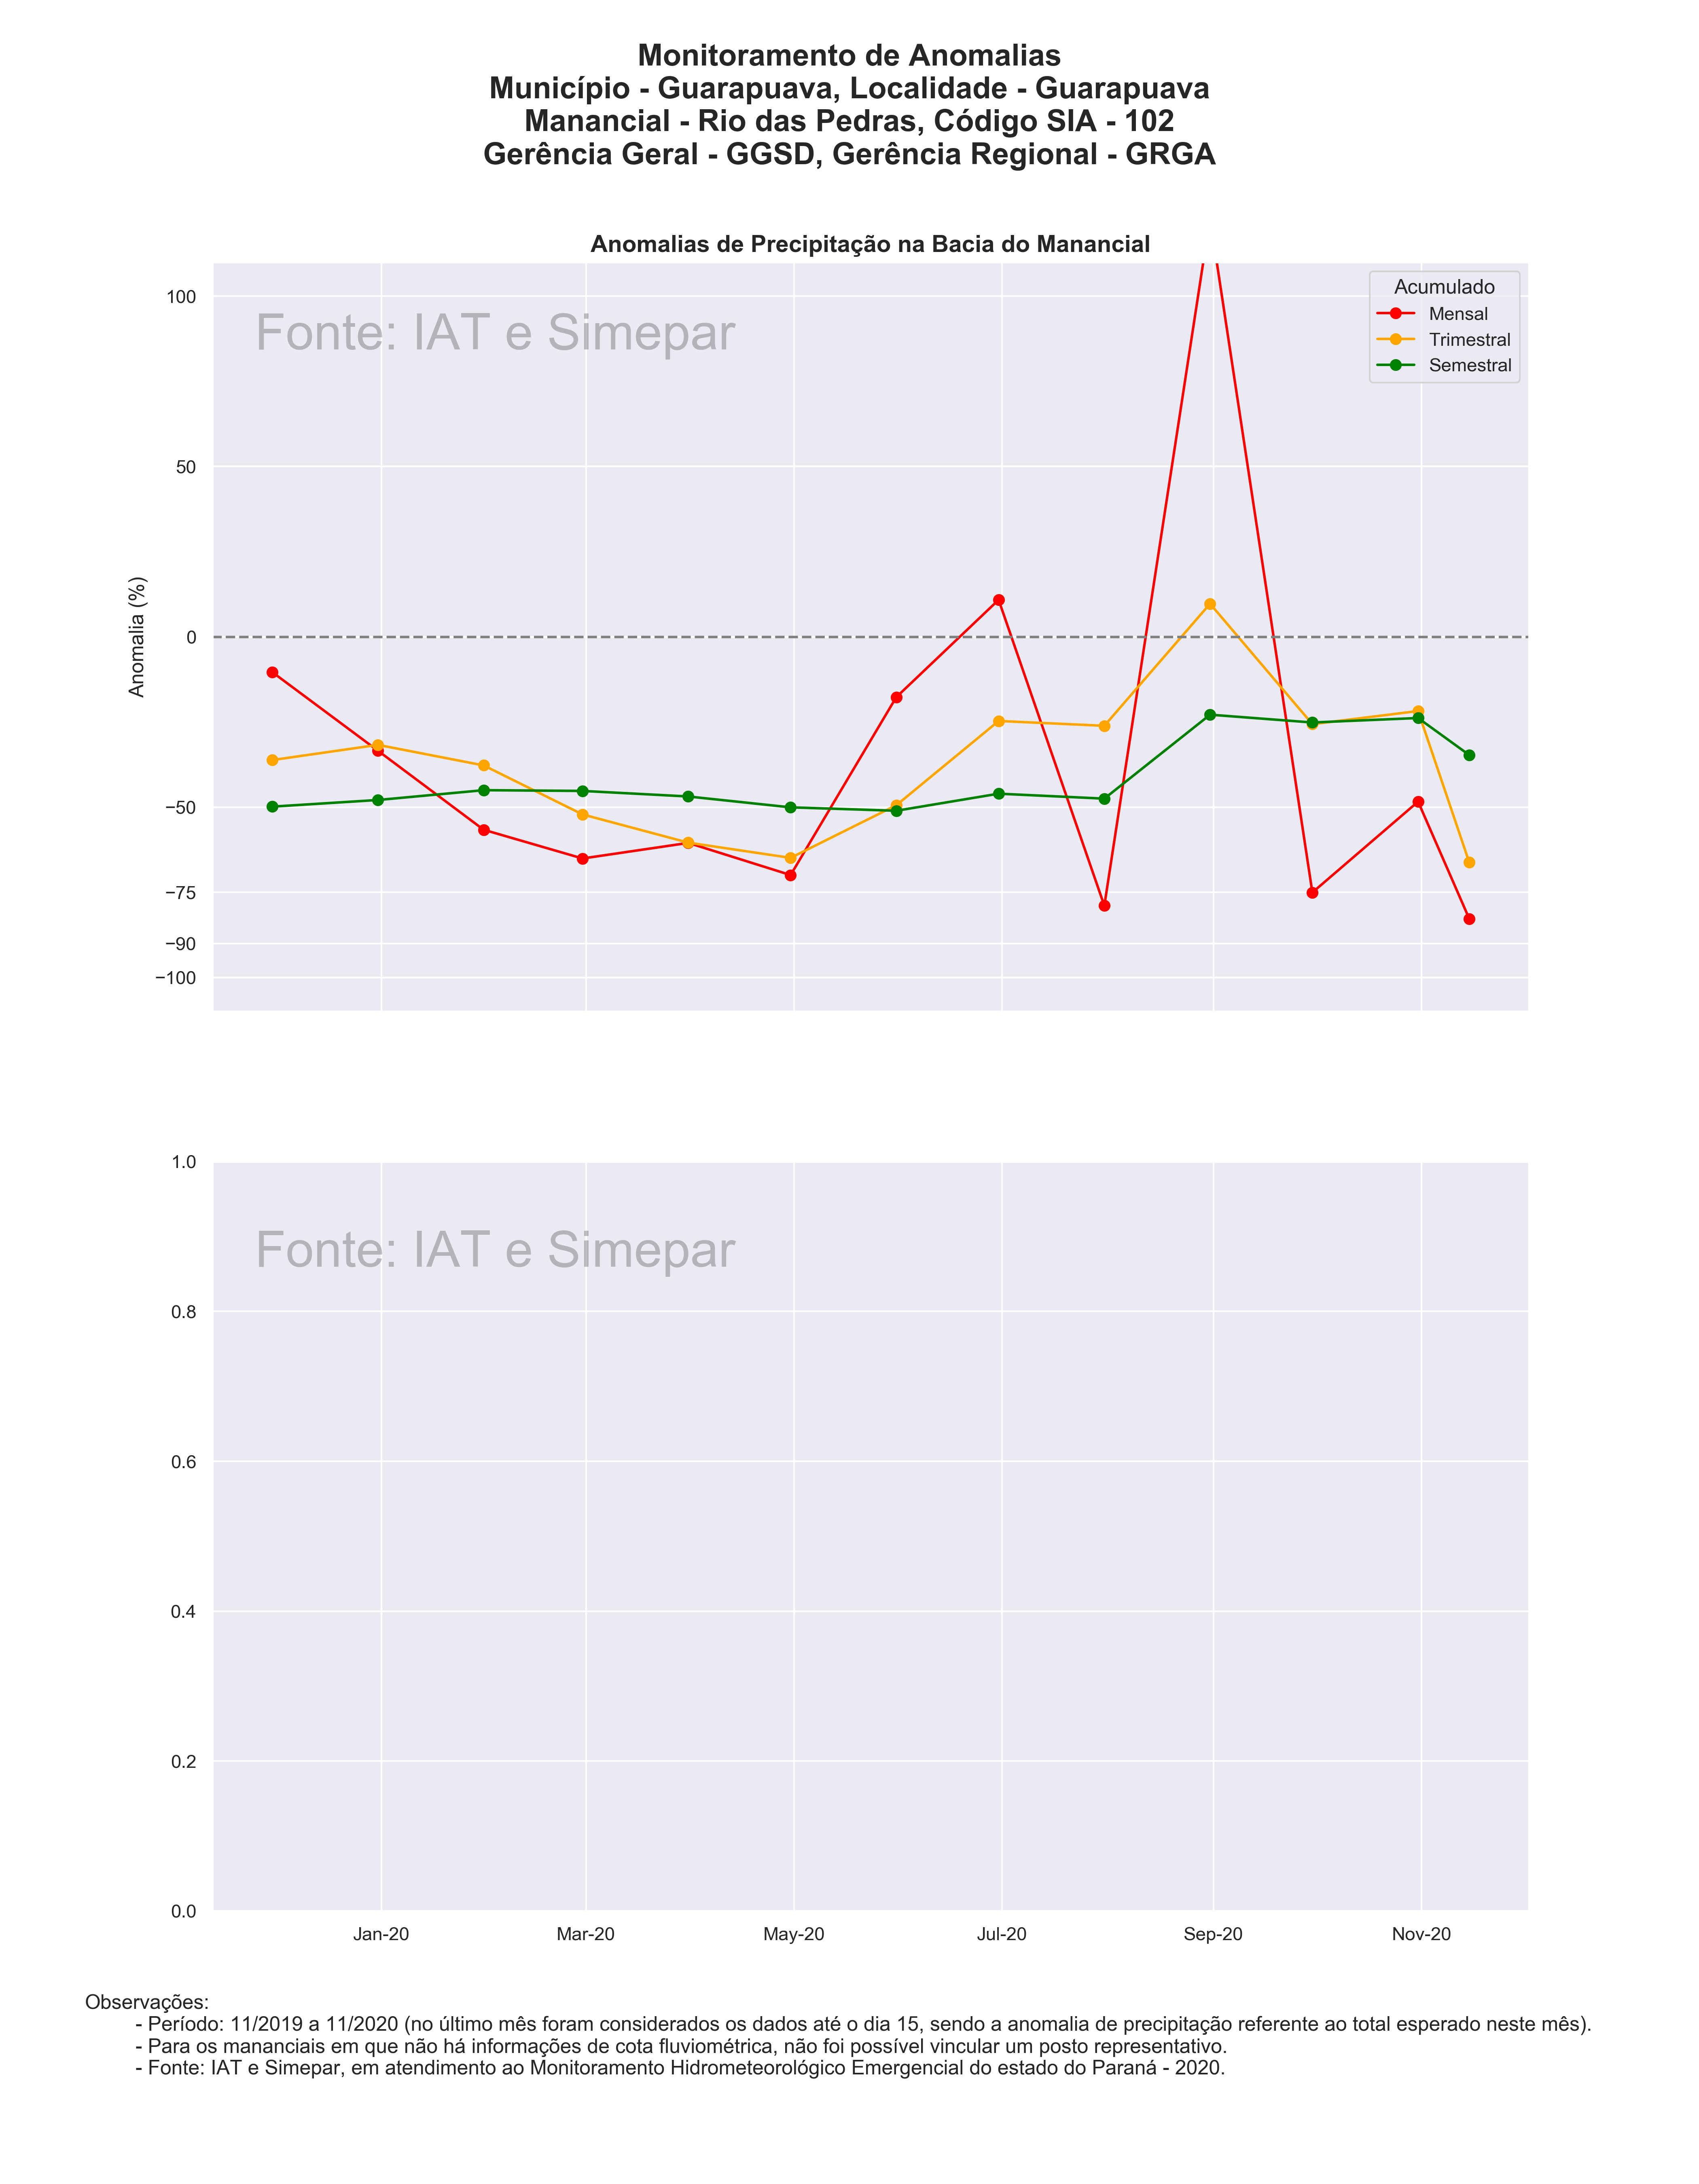 Monitoramento de Anomalias
Município - Guarapuava, Localidade - Guarapuava
Manancial - Rio das Pedras, Código SIA - 102
Gerência Geral - GGSD, Gerência Regional - GRGA
Anomalias de Precipitação na Bacia do Manancial
Fonte: IAT e Simepar
Acumulado
Mensal
Trimestral
Semestral
Anomalia (%)
100
50
0
−50
−75
−90
−100
Fonte: IAT e Simepar
1.0
0.8
0.6
0.4
0.2
0.0
Jan-20 Mar-20 May-20 Jul-20 Sep-20 Nov-20
Observações:
- Período: 11/2019 a 11/2020 (no último mês foram considerados os dados até o dia 15, sendo a anomalia de precipitação referente ao total esperado neste mês).
- Para os mananciais em que não há informações de cota fluviométrica, não foi possível vincular um posto representativo.
- Fonte: IAT e Simepar, em atendimento ao Monitoramento Hidrometeorológico Emergencial do estado do Paraná - 2020.